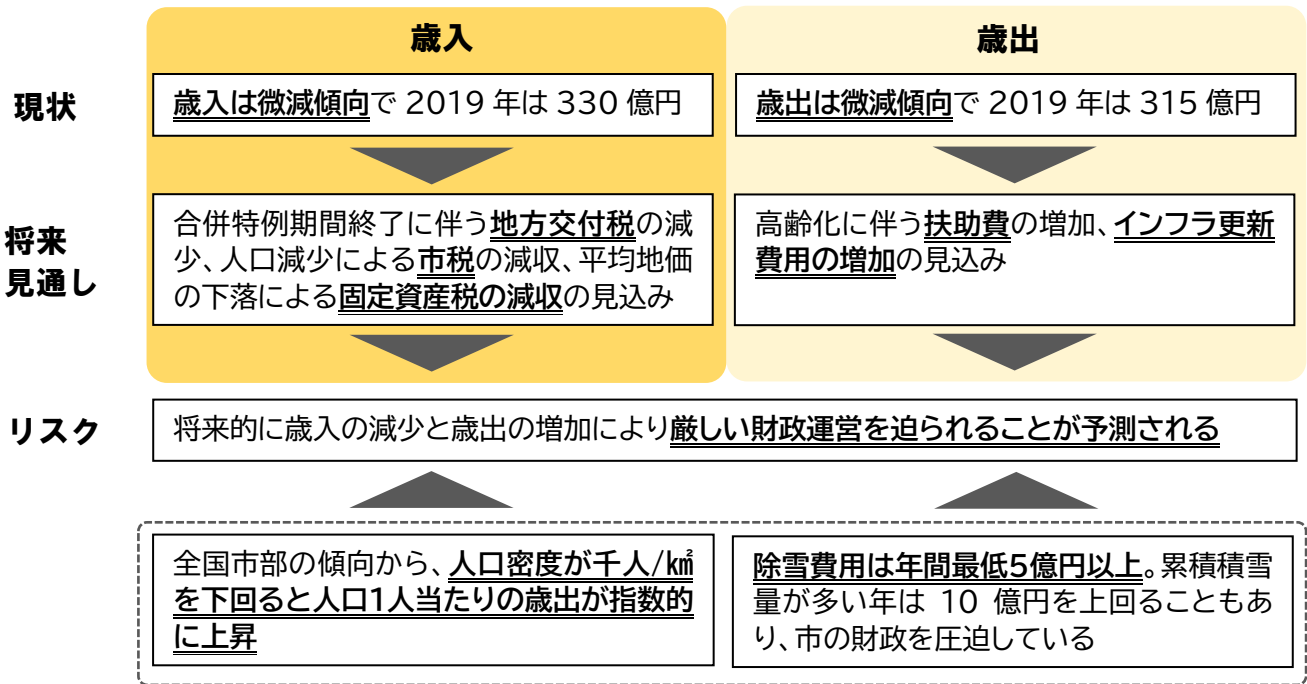 歳入
歳出
現状
歳入は微減傾向で 2019 年は 330 億円
歳出は微減傾向で 2019 年は 315 億円
将来
見通し
合併特例期間終了に伴う地方交付税の減
少、人口減少による市税の減収、平均地価
の下落による固定資産税の減収の見込み
高齢化に伴う扶助費の増加、インフラ更新
費用の増加の見込み
リスク
将来的に歳入の減少と歳出の増加により厳しい財政運営を迫られることが予測される
全国市部の傾向から、人口密度が千人/㎢
を下回ると人口1人当たりの歳出が指数的
に上昇
除雪費用は年間最低5億円以上。累積積雪
量が多い年は 10 億円を上回ることもあ
り、市の財政を圧迫している